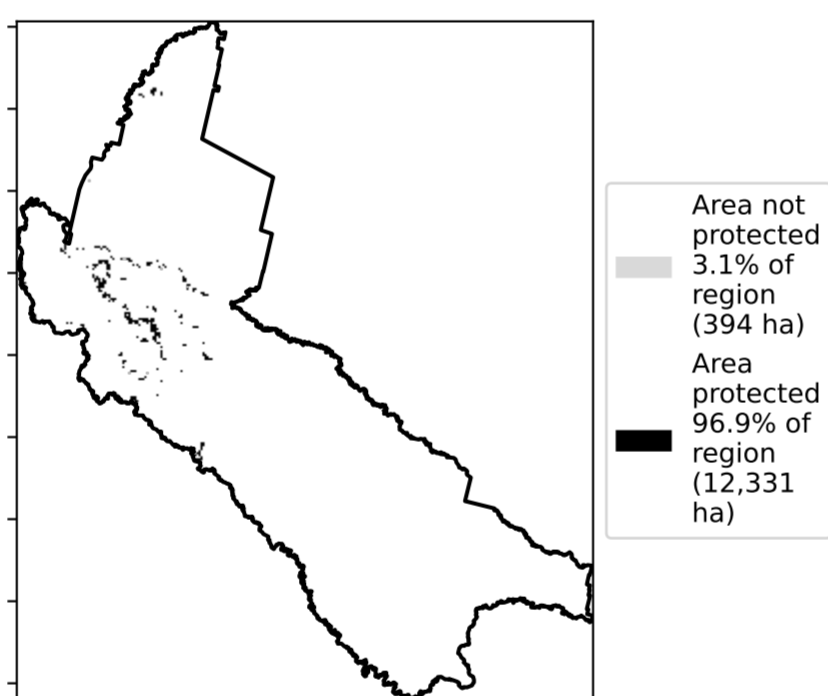 Area not
protected
3.1% of
region
(394 ha)
Area
protected
96.9% of
region
(12,331
ha)